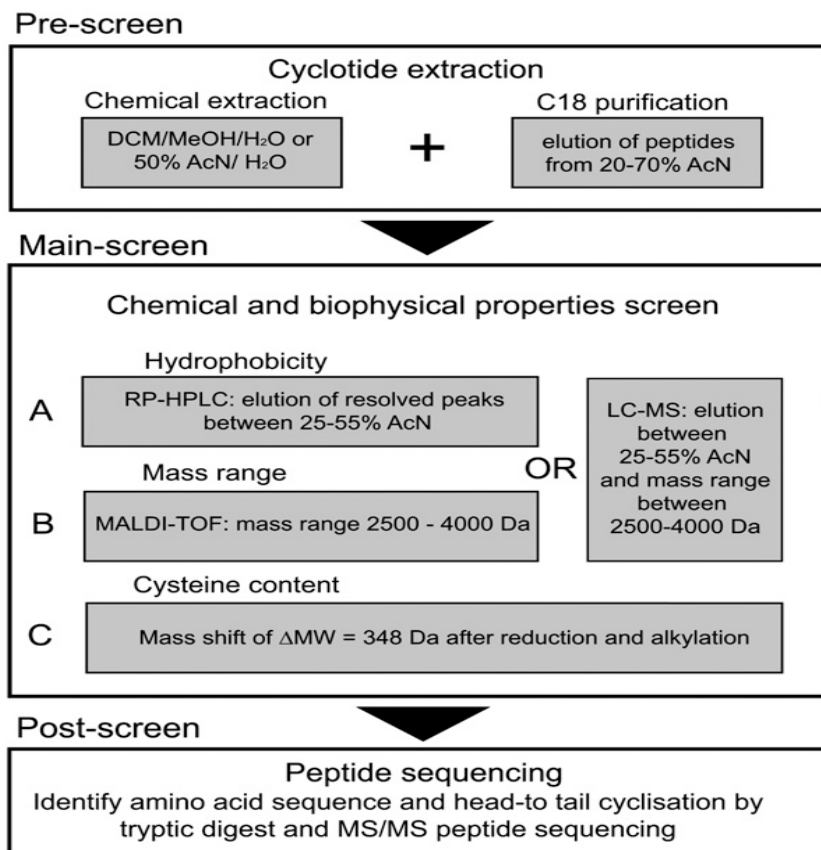 Pre-screen
Cyclotide extraction
Chemical extraction
DCM/MeOH/H₂O or
50% AcN/ H₂O
+
C18 purification
elution of peptides
from 20-70% AcN
Main-screen
Chemical and biophysical properties screen
Hydrophobicity
A
RP-HPLC: elution of resolved peaks
between 25-55% AcN
Mass range
B
MALDI-TOF: mass range 2500 - 4000 Da
OR
LC-MS: elution
between
25-55% AcN
and mass range
between
2500-4000 Da
Cysteine content
C
Mass shift of ΔMW = 348 Da after reduction and alkylation
Post-screen
Peptide sequencing
Identify amino acid sequence and head-to tail cyclisation by
tryptic digest and MS/MS peptide sequencing